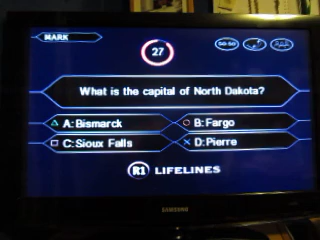 MARK
27
50:50
What is the capital of North Dakota?
A: Bismarck
B: Fargo
C: Sioux Falls
D: Pierre
R1 LIFELINES
SAMSUNG